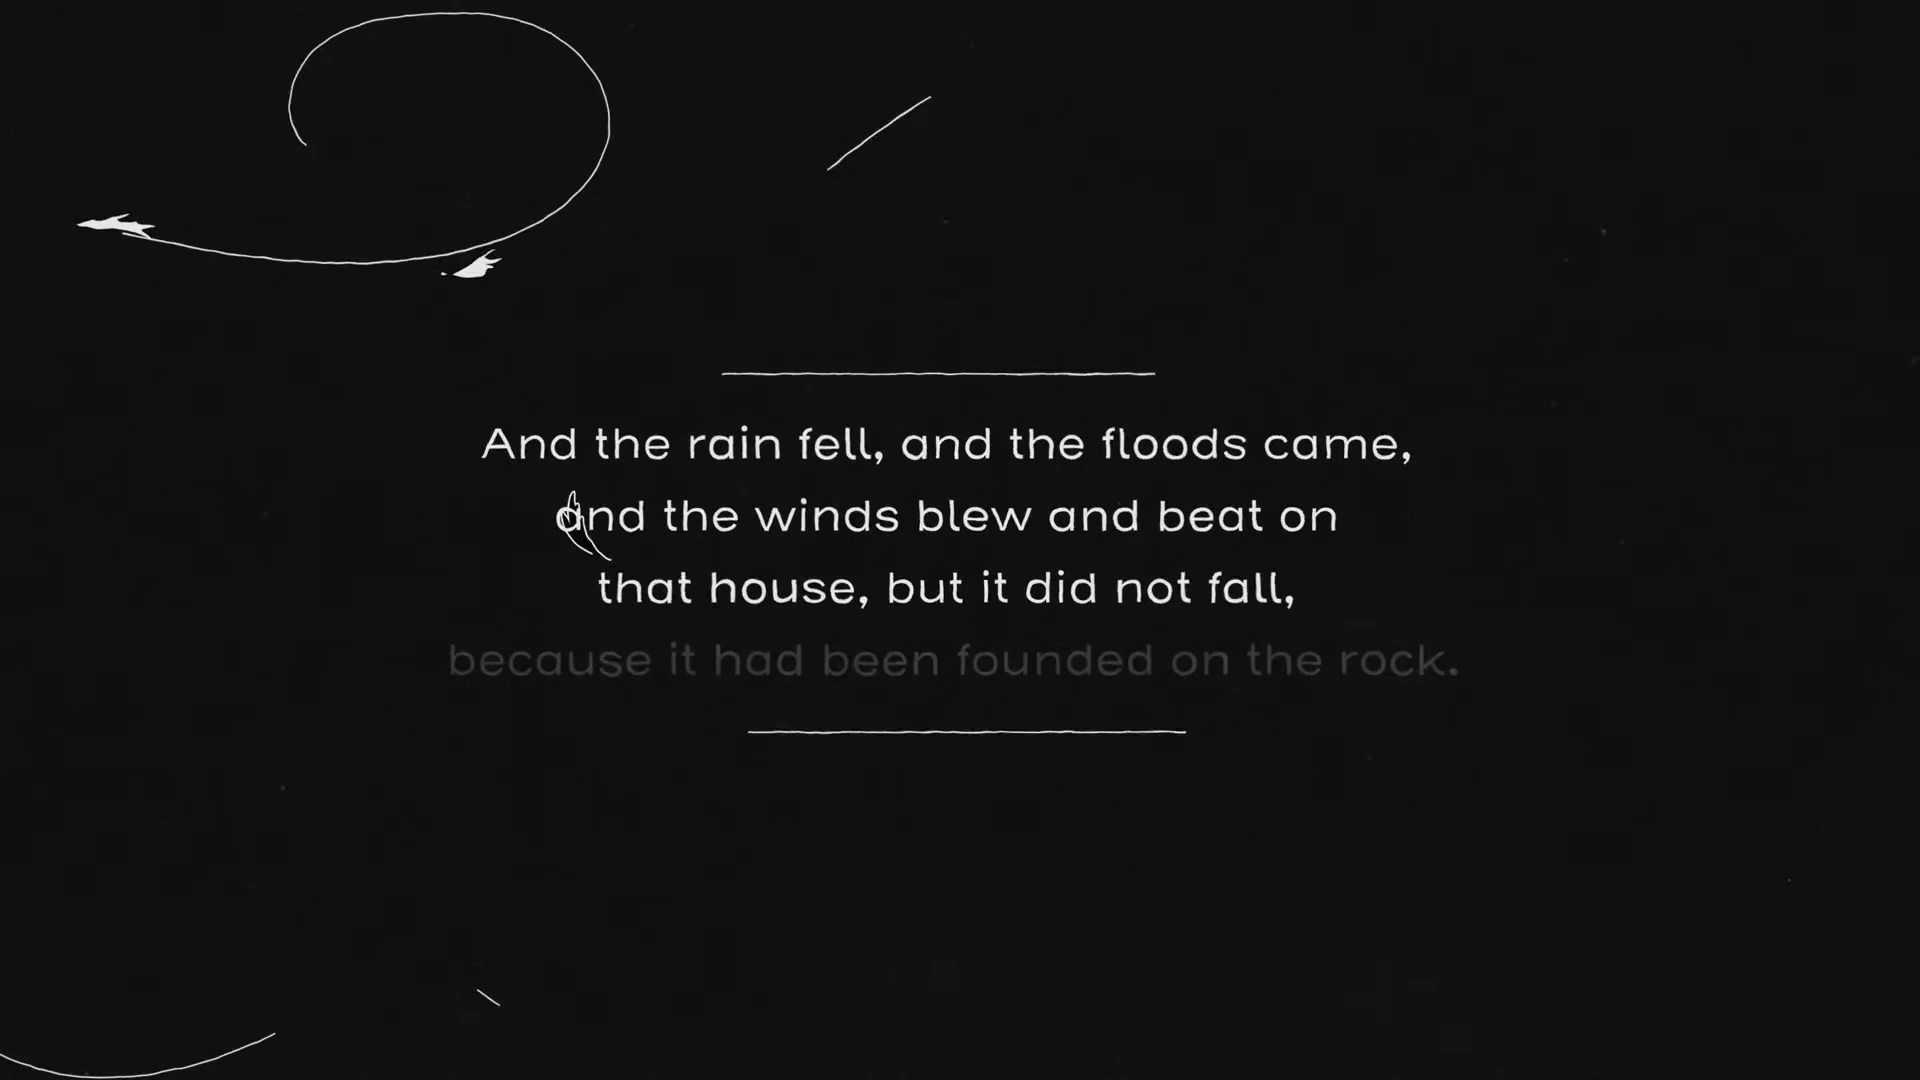 And the rain fell, and the floods came,
and the winds blew and beat on
that house, but it did not fall,
because it had been founded on the rock.